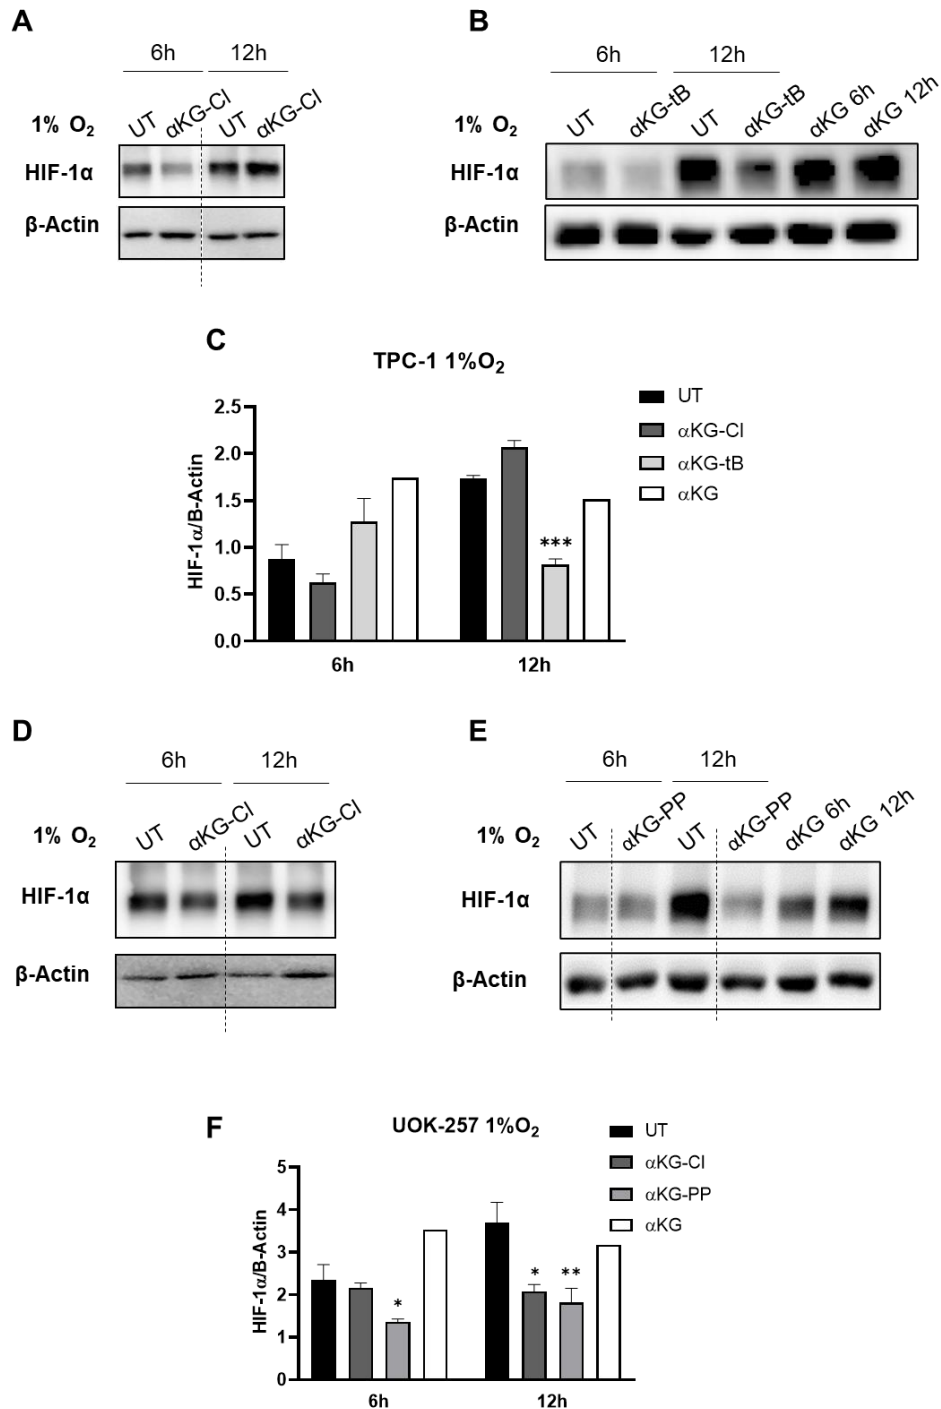 A
6h 12h
UT αKG-Cl UT αKG-Cl
1% O₂
HIF-1α
β-Actin
B
6h 12h
UT αKG-tB UT αKG-tB αKG 6h αKG 12h
1% O₂
HIF-1α
β-Actin
C
TPC-1 1%O₂
UT
αKG-Cl
αKG-tB
αKG
HIF-1α/B-Actin
2.5
2.0
1.5
1.0
0.5
0.0
***
6h 12h
D
6h 12h
UT αKG-Cl UT αKG-Cl
1% O₂
HIF-1α
β-Actin
E
6h 12h
UT αKG-PP UT αKG-PP αKG 6h αKG 12h
1% O₂
HIF-1α
β-Actin
F
UOK-257 1%O₂
UT
αKG-Cl
αKG-PP
αKG
HIF-1α/B-Actin
5
4
3
2
1
0
* * **
6h 12h